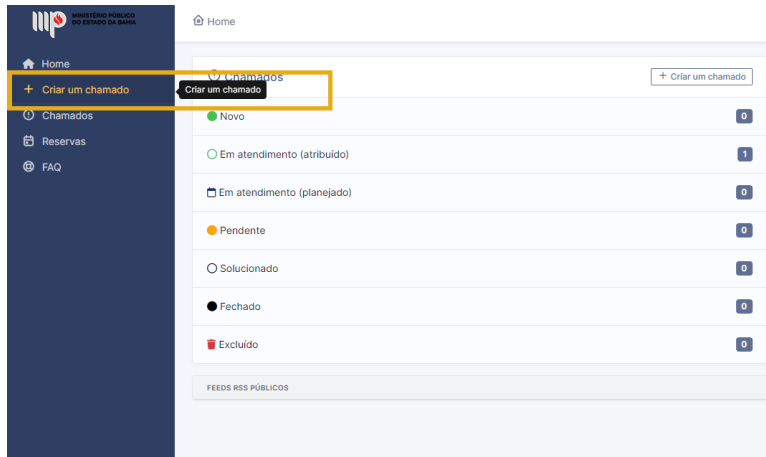 MINISTÉRIO PÚBLICO
DO ESTADO DA BAHIA
Home
Criar um chamado
Chamados
Reservas
FAQ
Home
Chamados
+ Criar um chamado
Criar um chamado
Novo 0
Em atendimento (atribuído) 1
Em atendimento (planejado) 0
Pendente 0
Solucionado 0
Fechado 0
Excluído 0
FEEDS RSS PÚBLICOS